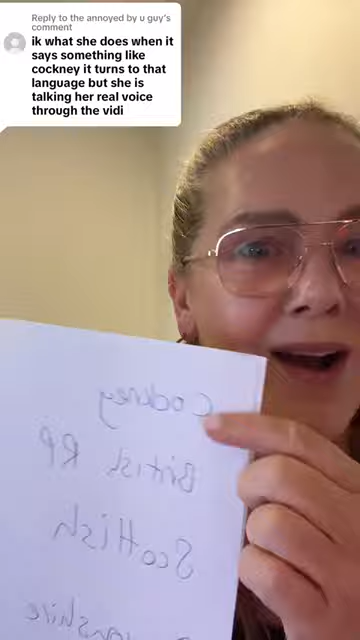 Reply to the annoyed by u guy's
comment
ik what she does when it
says something like
cockney it turns to that
language but she is
talking her real voice
through the vidi
Cockney
British RP
Scottish